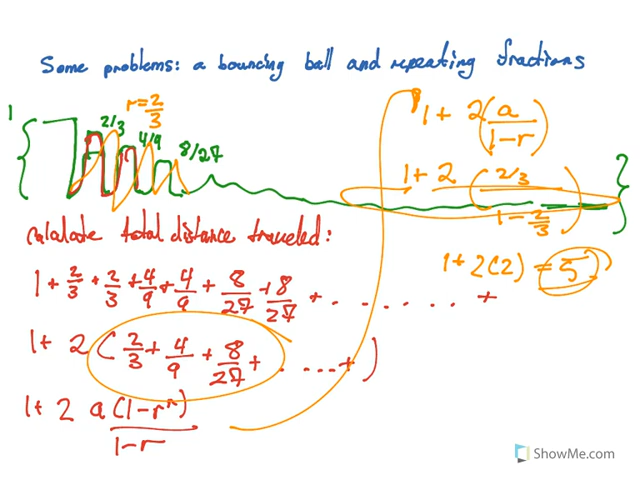 Some problems: a bouncing ball and repeating fractions
1
r=2/3
2/3
4/9
8/27
calculate total distance traveled:
1 + 2/3 + 2/3 + 4/9 + 4/9 + 8/27 + 8/27 + . . . . . . +
1 + 2 ( 2/3 + 4/9 + 8/27 + . . . . . + )
1 + 2 a(1-rⁿ)/1-r
1 + 2(a/1-r)
1 + 2 (2/3/1-2/3)
1 + 2(2) = 5
ShowMe.com